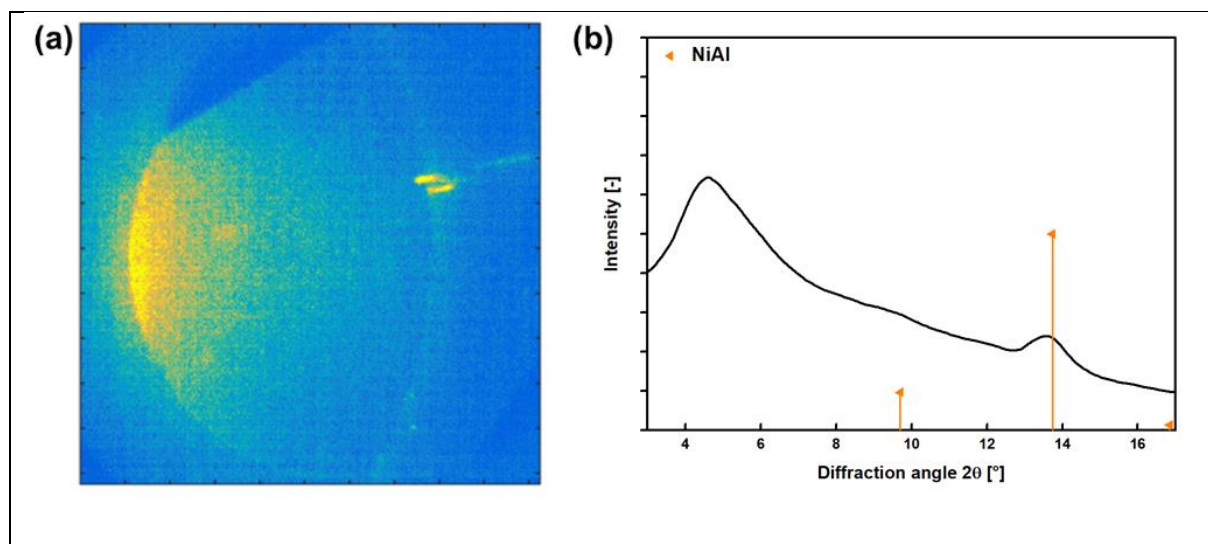 (a)
(b)
NiAl
Intensity [-]
4 6 8 10 12 14 16
Diffraction angle 2θ [°]